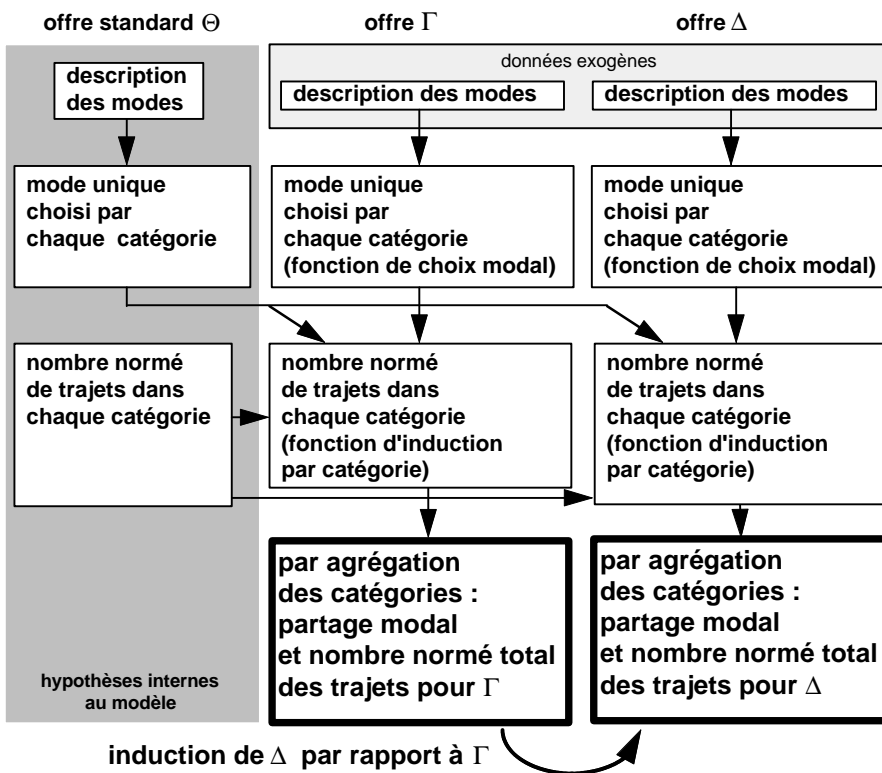 offre standard Θ
offre Γ
offre Δ
données exogènes
description
des modes
description des modes
description des modes
mode unique
choisi par
chaque catégorie
mode unique
choisi par
chaque catégorie
(fonction de choix modal)
mode unique
choisi par
chaque catégorie
(fonction de choix modal)
nombre normé
de trajets dans
chaque catégorie
nombre normé
de trajets dans
chaque catégorie
(fonction d'induction
par catégorie)
nombre normé
de trajets dans
chaque catégorie
(fonction d'induction
par catégorie)
par agrégation
des catégories :
partage modal
et nombre normé total
des trajets pour Γ
par agrégation
des catégories :
partage modal
et nombre normé total
des trajets pour Δ
hypothèses internes
au modèle
induction de Δ par rapport à Γ